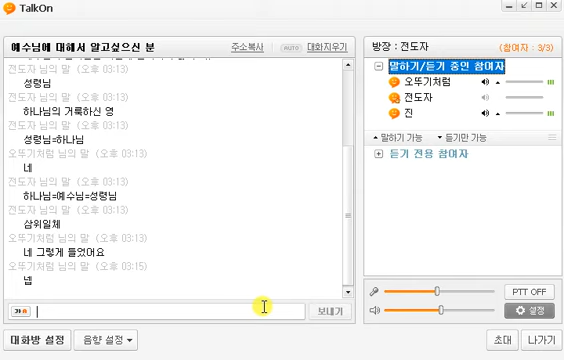 TalkOn
예수님에 대해서 알고싶으신 분
주소복사
AUTO 대화지우기
전도자 님의 말 (오후 03:13)
성령님
전도자 님의 말 (오후 03:13)
하나님의 거룩하신 영
전도자 님의 말 (오후 03:13)
성령님=하나님
오뚜기처럼 님의 말 (오후 03:13)
네
전도자 님의 말 (오후 03:13)
하나님=예수님=성령님
전도자 님의 말 (오후 03:13)
삼위일체
오뚜기처럼 님의 말 (오후 03:13)
네 그렇게 들었어요
오뚜기처럼 님의 말 (오후 03:15)
넵
가
보내기
대화방 설정
음향 설정
방장 : 전도자
(참여자 : 3/3)
말하기/듣기 중인 참여자
오뚜기처럼
전도자
진
말하기 가능
듣기만 가능
듣기 전용 참여자
PTT OFF
설정
초대
나가기